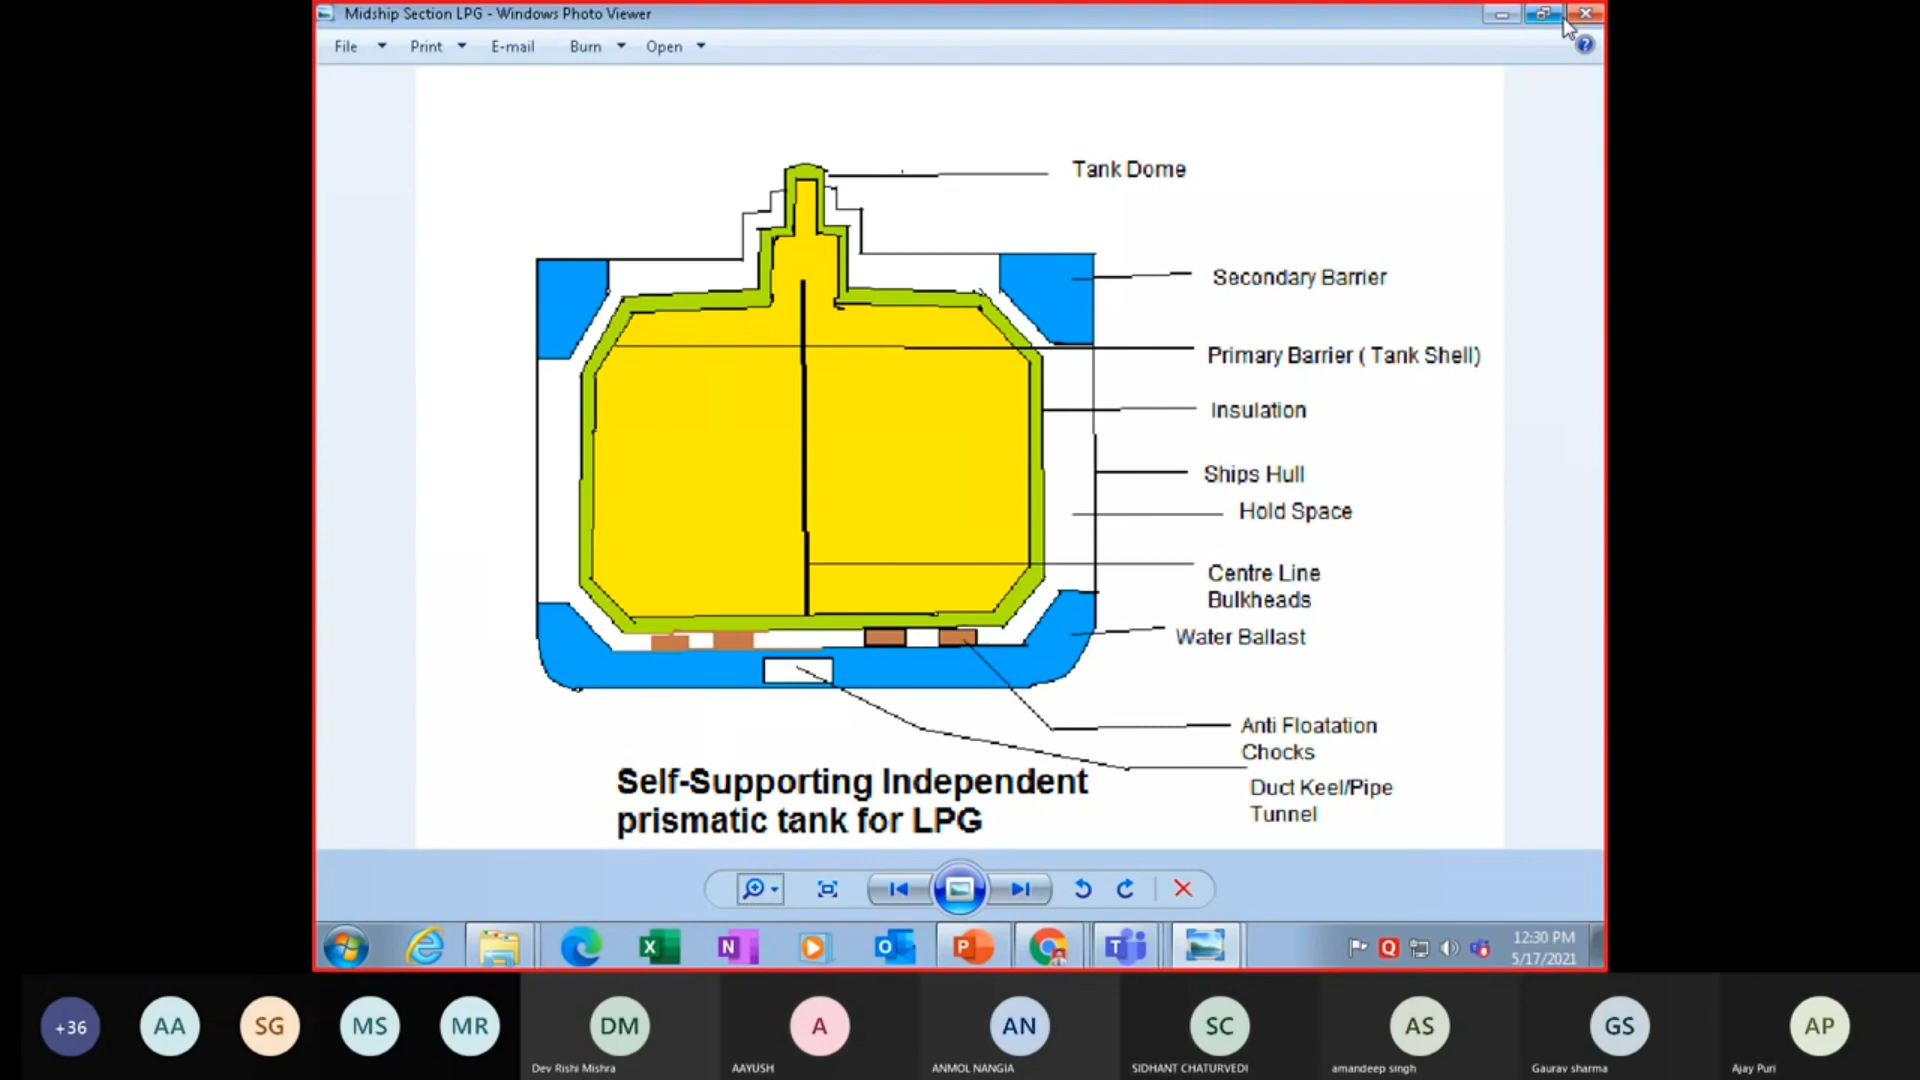 Midship Section LPG - Windows Photo Viewer
File Print E-mail Burn Open
Tank Dome
Secondary Barrier
Primary Barrier ( Tank Shell)
Insulation
Ships Hull
Hold Space
Centre Line
Bulkheads
Water Ballast
Anti Floatation
Chocks
Duct Keel/Pipe
Tunnel
Self-Supporting Independent
prismatic tank for LPG
12:30 PM
5/17/2021
+36 AA SG MS MR DM A AN SC AS GS AP
Dev Rishi Mishra AAYUSH ANMOL NANGIA SIDHANT CHATURVEDI amandeep singh Gaurav sharma Ajay Puri